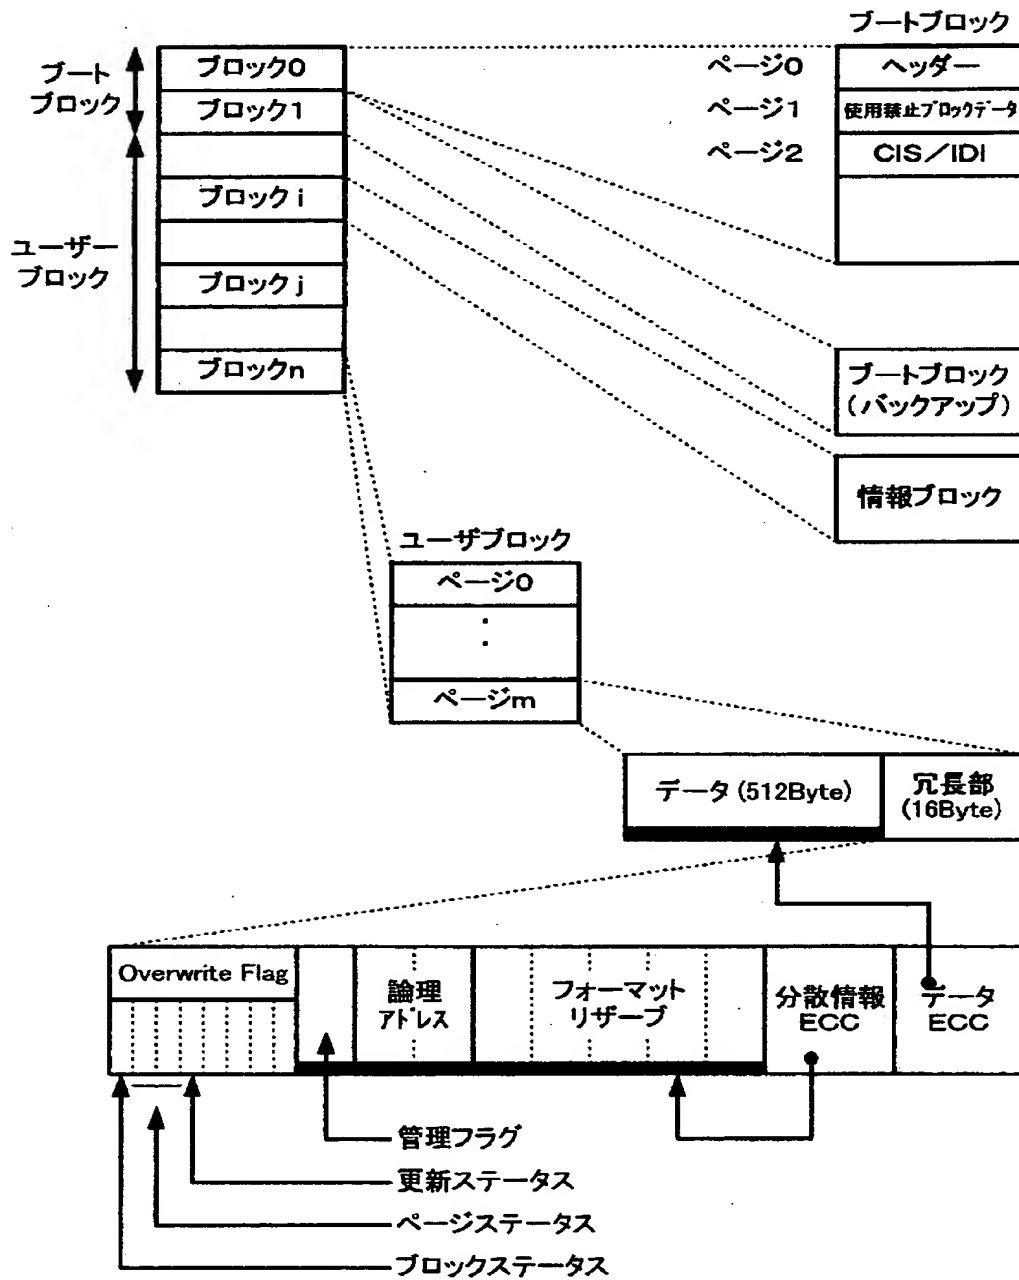 ブートブロック
ブート
ブロック
ブロック0
ブロック1
ブロックi
ブロックj
ブロックn
ユーザー
ブロック
ページ0
ヘッダー
ページ1
使用禁止ブロックデータ
ページ2
CIS／IDI
ブートブロック
(バックアップ)
情報ブロック
ユーザブロック
ページ0
:
ページm
データ(512Byte)
冗長部
(16Byte)
Overwrite Flag
論理
アドレス
フォーマット
リザーブ
分散情報
ECC
データ
ECC
管理フラグ
更新ステータス
ページステータス
ブロックステータス